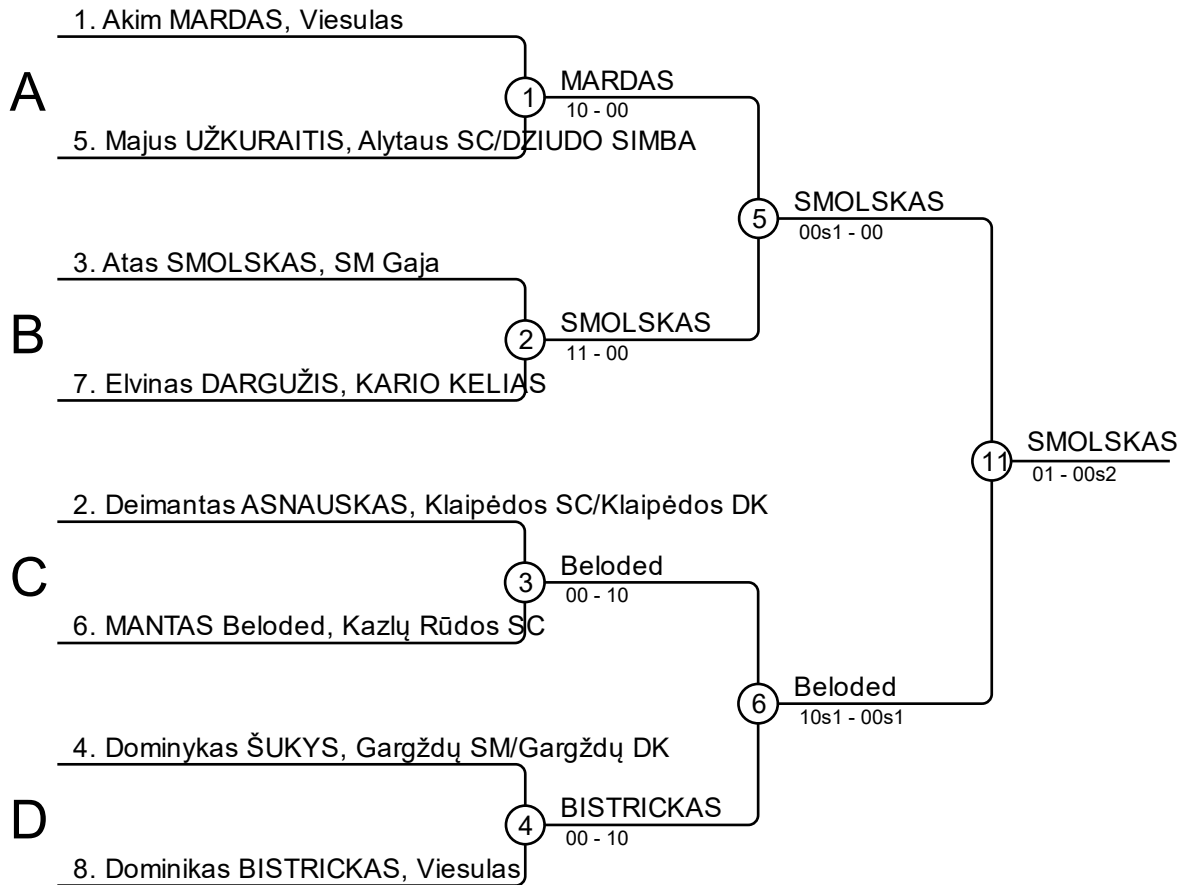 1. Akim MARDAS, Viesulas
A
1
MARDAS
10 - 00
5. Majus UŽKURAITIS, Alytaus SC/DZIUDO SIMBA
5
SMOLSKAS
00s1 - 00
3. Atas SMOLSKAS, SM Gaja
B
2
SMOLSKAS
11 - 00
7. Elvinas DARGUŽIS, KARIO KELIAS
11
SMOLSKAS
01 - 00s2
2. Deimantas ASNAUSKAS, Klaipėdos SC/Klaipėdos DK
C
3
Beloded
00 - 10
6. MANTAS Beloded, Kazlų Rūdos SC
6
Beloded
10s1 - 00s1
4. Dominykas ŠUKYS, Gargždų SM/Gargždų DK
D
4
BISTRICKAS
00 - 10
8. Dominikas BISTRICKAS, Viesulas